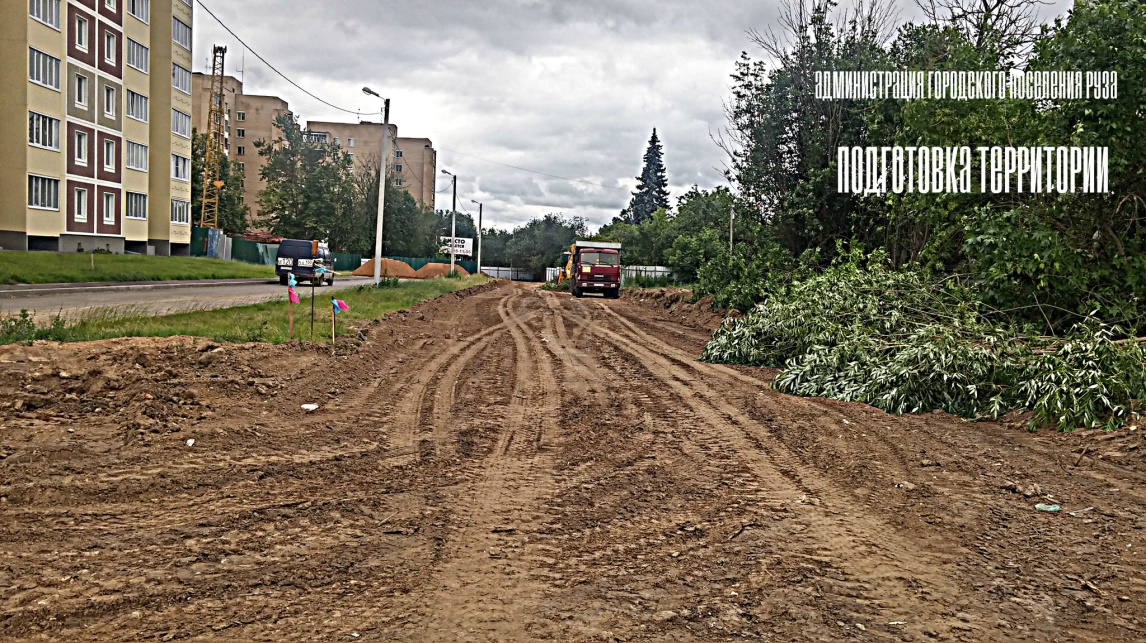 АДМИНИСТРАЦИЯ ГОРОДСКОГО ПОСЕЛЕНИЯ РУЗА
ПОДГОТОВКА ТЕРРИТОРИИ